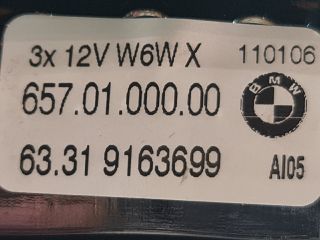 3x 12V W6W X 110106
657.01.000.00
BMW
63.31 9163699 AI05